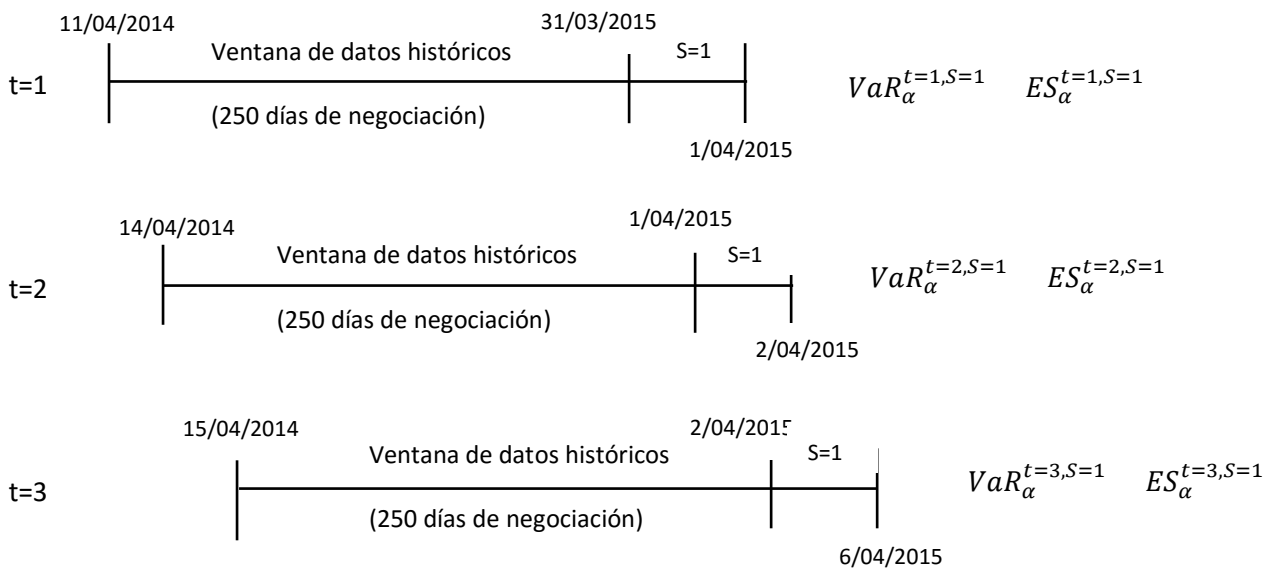 11/04/2014 31/03/2015
Ventana de datos históricos S=1
t=1 VaR_α^{t=1,S=1} ES_α^{t=1,S=1}
(250 días de negociación)
1/04/2015
14/04/2014 1/04/2015
Ventana de datos históricos S=1
t=2 VaR_α^{t=2,S=1} ES_α^{t=2,S=1}
(250 días de negociación)
2/04/2015
15/04/2014 2/04/2015
Ventana de datos históricos S=1
t=3 VaR_α^{t=3,S=1} ES_α^{t=3,S=1}
(250 días de negociación)
6/04/2015